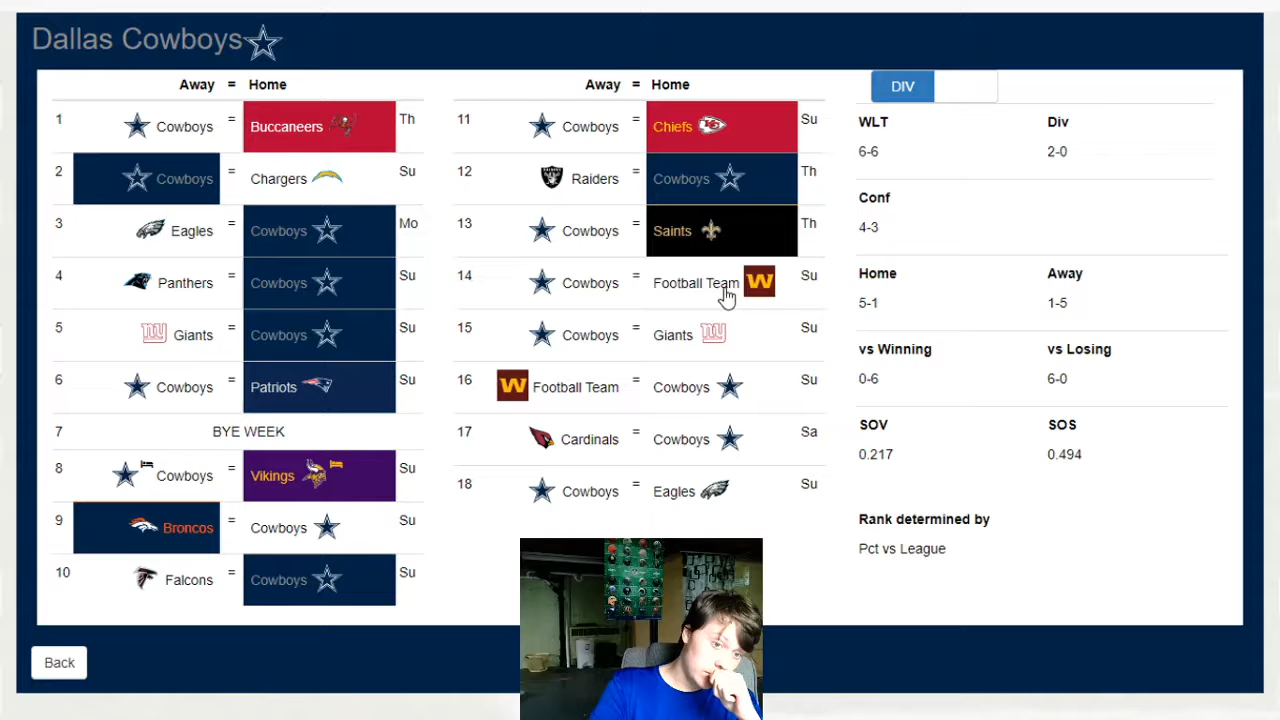 Dallas Cowboys
Away = Home
1 Cowboys = Buccaneers Th
2 Cowboys = Chargers Su
3 Eagles = Cowboys Mo
4 Panthers = Cowboys Su
5 Giants = Cowboys Su
6 Cowboys = Patriots Su
7 BYE WEEK
8 Cowboys = Vikings Su
9 Broncos = Cowboys Su
10 Falcons = Cowboys Su
Away = Home
11 Cowboys = Chiefs Su
12 Raiders = Cowboys Th
13 Cowboys = Saints Th
14 Cowboys = Football Team W Su
15 Cowboys = Giants ny Su
16 W Football Team = Cowboys Su
17 Cardinals = Cowboys Sa
18 Cowboys = Eagles Su
DIV
WLT Div
6-6 2-0
Conf
4-3
Home Away
5-1 1-5
vs Winning vs Losing
0-6 6-0
SOV SOS
0.217 0.494
Rank determined by
Pct vs League
Back